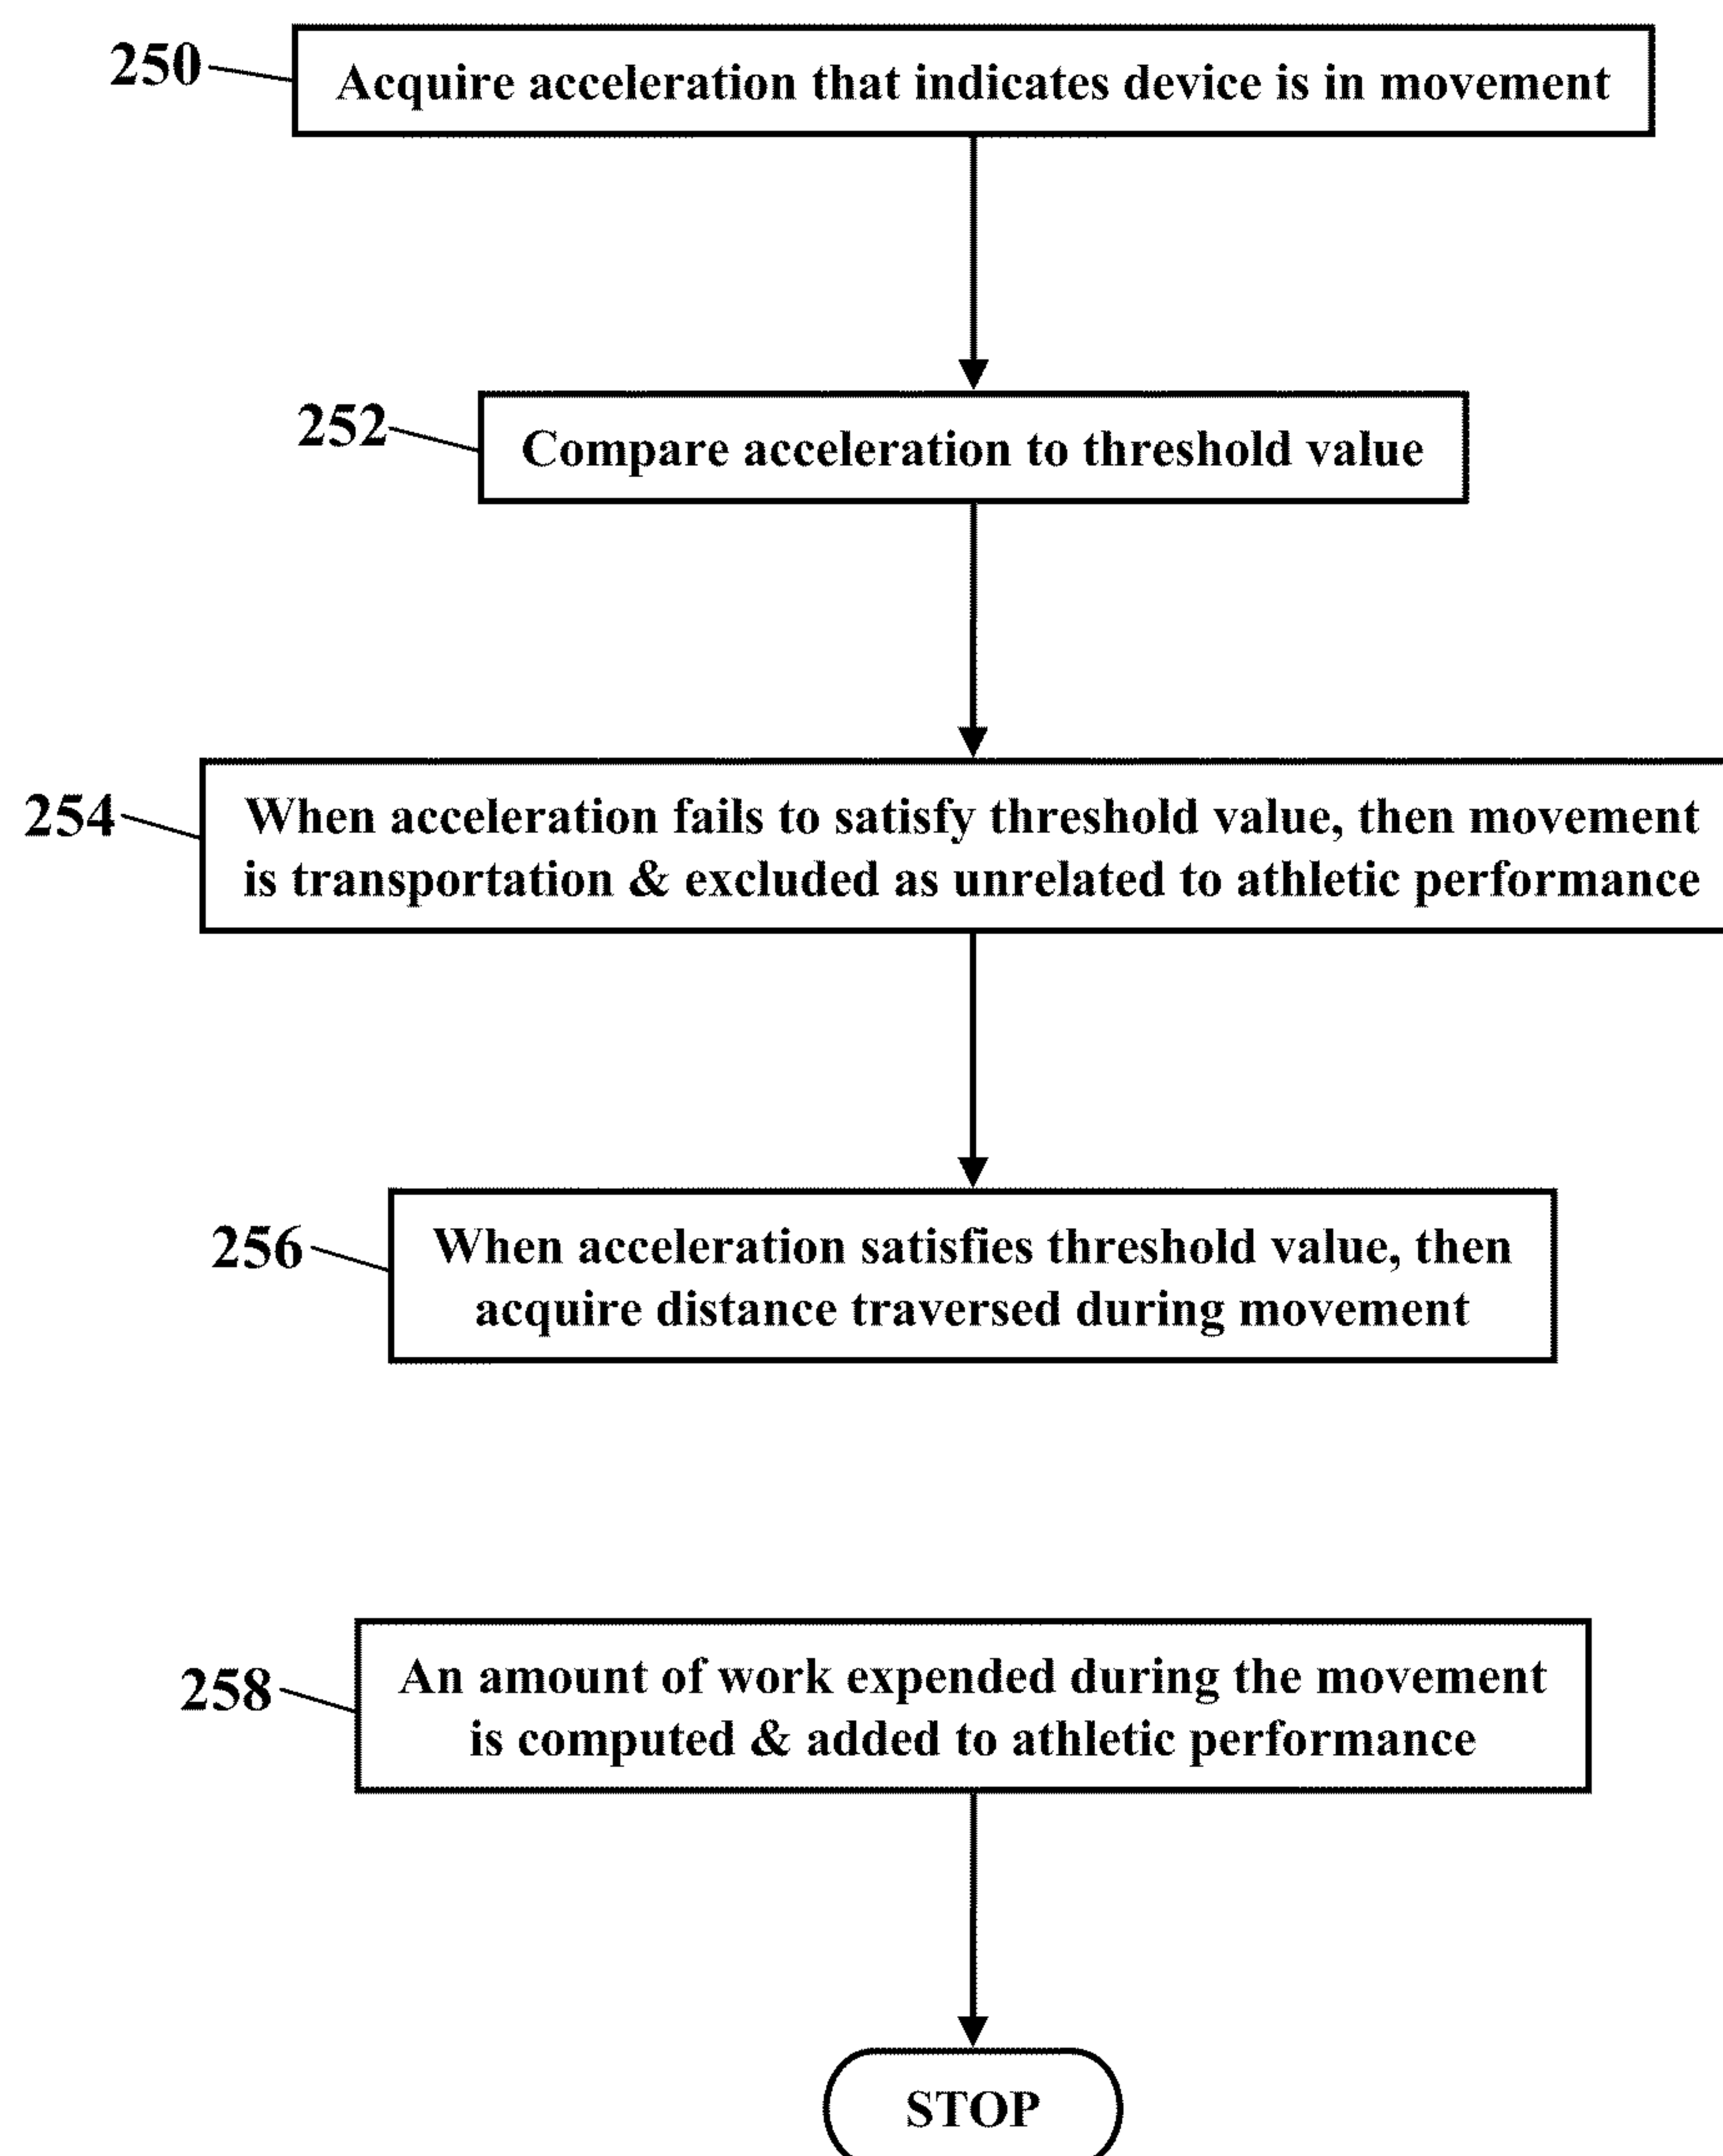 250
Acquire acceleration that indicates device is in movement
252
Compare acceleration to threshold value
254
When acceleration fails to satisfy threshold value, then movement
is transportation & excluded as unrelated to athletic performance
256
When acceleration satisfies threshold value, then
acquire distance traversed during movement
258
An amount of work expended during the movement
is computed & added to athletic performance
STOP